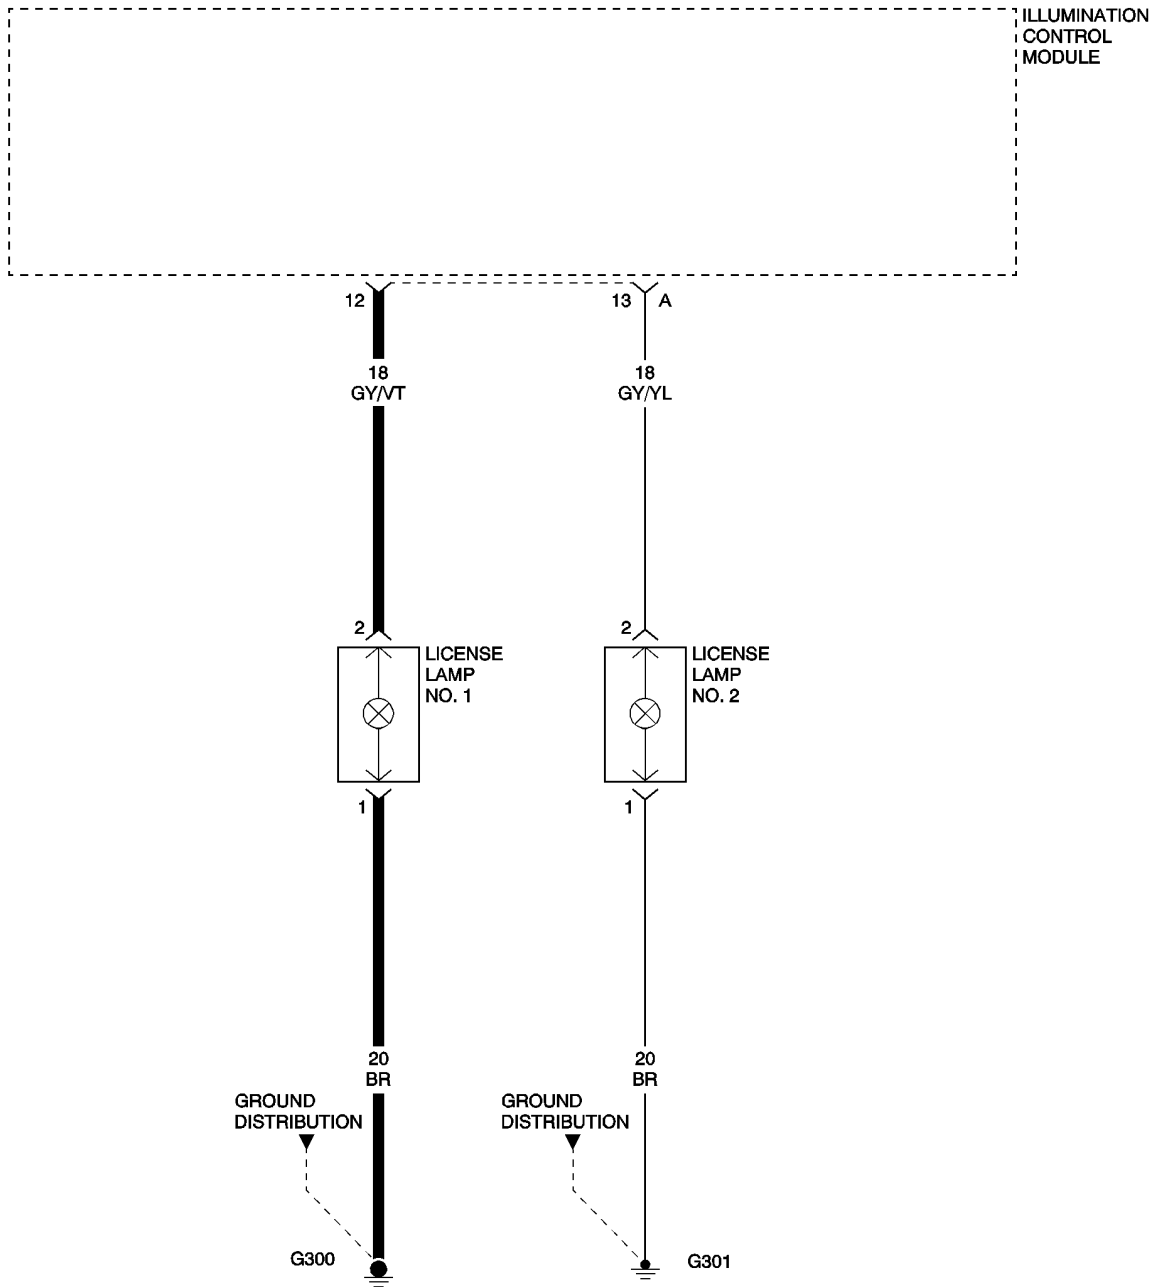 ILLUMINATION
CONTROL
MODULE
12
13 A
18
GY/VT
18
GY/YL
2
LICENSE
LAMP
NO. 1
2
LICENSE
LAMP
NO. 2
1
1
20
BR
20
BR
GROUND
DISTRIBUTION
GROUND
DISTRIBUTION
G300
G301